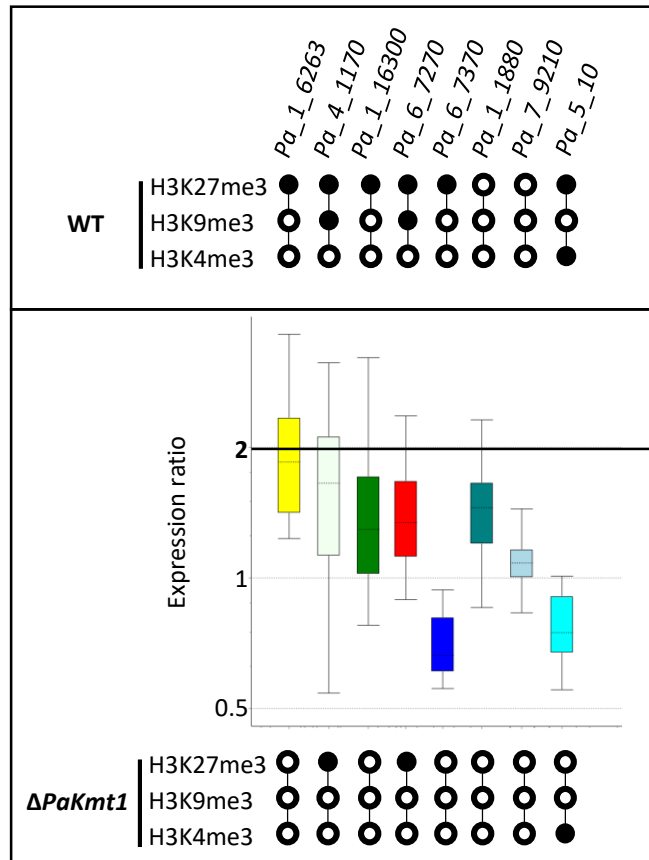 Pa_1_6263 Pa_4_1170 Pa_1_16300 Pa_6_7270 Pa_6_7370 Pa_1_1880 Pa_7_9210 Pa_5_10
WT
H3K27me3
H3K9me3
H3K4me3
Expression ratio
2
1
0.5
ΔPaKmt1
H3K27me3
H3K9me3
H3K4me3